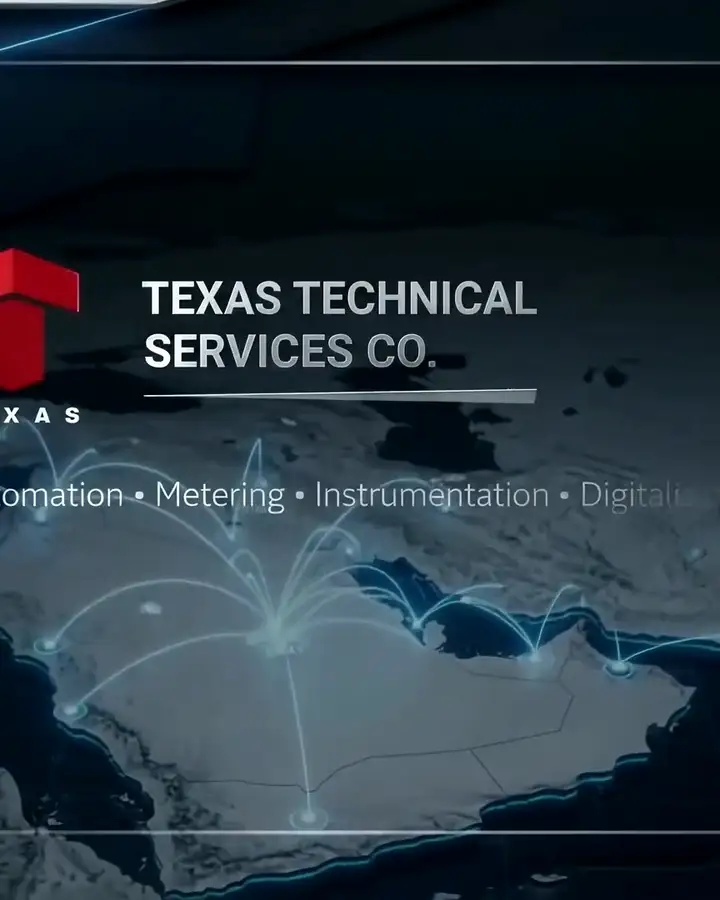 TEXAS TECHNICAL
SERVICES CO.
XAS
omation • Metering • Instrumentation • Digitali